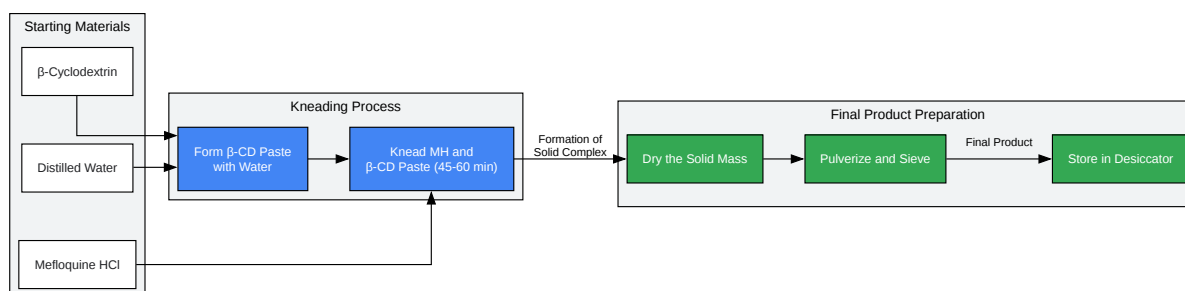 Starting Materials
β-Cyclodextrin
Distilled Water
Mefloquine HCl
Kneading Process
Form β-CD Paste
with Water
Knead MH and
β-CD Paste (45-60 min)
Formation of
Solid Complex
Final Product Preparation
Dry the Solid Mass
Pulverize and Sieve
Final Product
Store in Desiccator